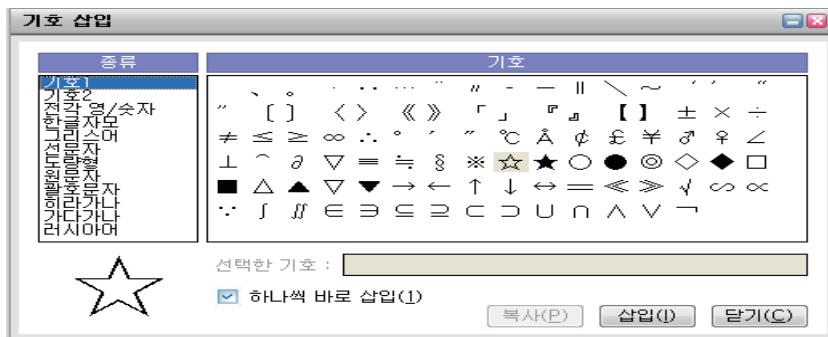 기호 삽입
종류
기호
기호1
기호2
전각 영/숫자
한글자모
그리스어
선문자
도량형
원문자
괄호문자
히라가나
가타가나
러시아어
、 。 · ‥ … ¨ 〃 - ― ∥ \ ∼ ´ ′ ″
″ [ ] 〈 〉 《 》 「 」 『 』 【 】 ± × ÷
≠ ≤ ≥ ∞ ∴ ° ′ ″ ℃ Å ¢ £ ¥ ♂ ♀ ∠
⊥ ⌒ ∂ ▽ ≡ ≒ § ※ ☆ ★ ○ ● ◎ ◇ ◆ □
■ △ ▲ ▽ ▼ → ← ↑ ↓ ↔ = ≪ ≫ √ ∽ ∝
∵ ∫ ∬ ∈ ∋ ⊆ ⊇ ⊂ ⊃ ∪ ∩ ∧ ∨ ¬
☆
선택한 기호 :
하나씩 바로 삽입(1)
복사(P) 삽입(I) 닫기(C)